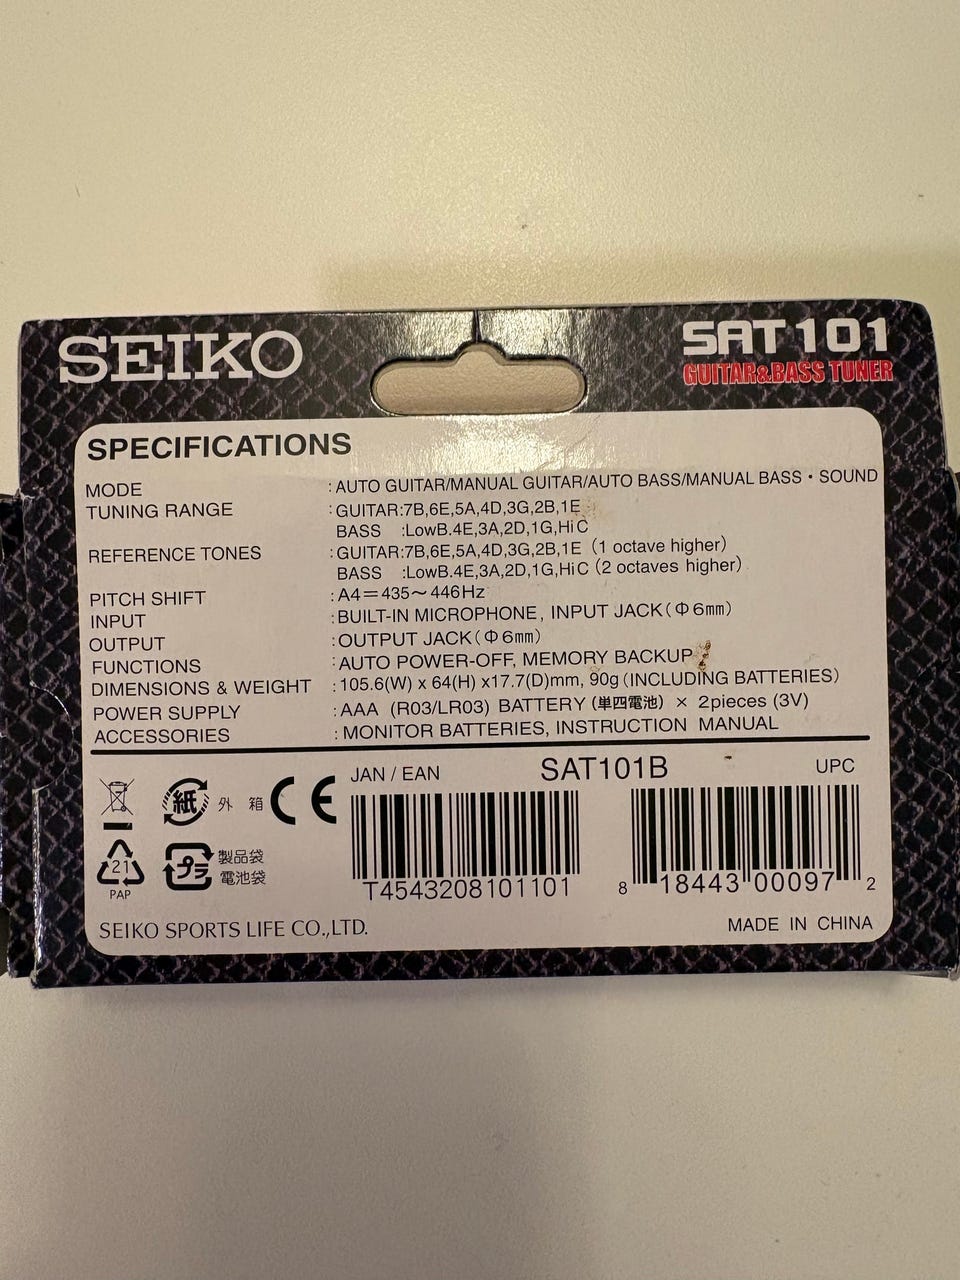 SEIKO
SAT101
GUITAR&BASS TUNER
SPECIFICATIONS
MODE : AUTO GUITAR/MANUAL GUITAR/AUTO BASS/MANUAL BASS・SOUND
TUNING RANGE : GUITAR:7B,6E,5A,4D,3G,2B,1E
BASS :LowB.4E,3A,2D,1G,HiC
REFERENCE TONES : GUITAR:7B,6E,5A,4D,3G,2B,1E (1 octave higher)
BASS :LowB.4E,3A,2D,1G,HiC (2 octaves higher)
PITCH SHIFT : A4=435～446Hz
INPUT : BUILT-IN MICROPHONE, INPUT JACK(Φ6mm)
OUTPUT : OUTPUT JACK(Φ6mm)
FUNCTIONS : AUTO POWER-OFF, MEMORY BACKUP
DIMENSIONS & WEIGHT : 105.6(W) x 64(H) x17.7(D)mm, 90g(INCLUDING BATTERIES)
POWER SUPPLY : AAA (R03/LR03) BATTERY (単四電池) × 2pieces (3V)
ACCESSORIES : MONITOR BATTERIES, INSTRUCTION MANUAL
JAN / EAN SAT101B UPC
紙 外箱 CE
21
PAP
プラ 製品袋
電池袋
T4543208101101
8 18443 00097 2
SEIKO SPORTS LIFE CO.,LTD.
MADE IN CHINA